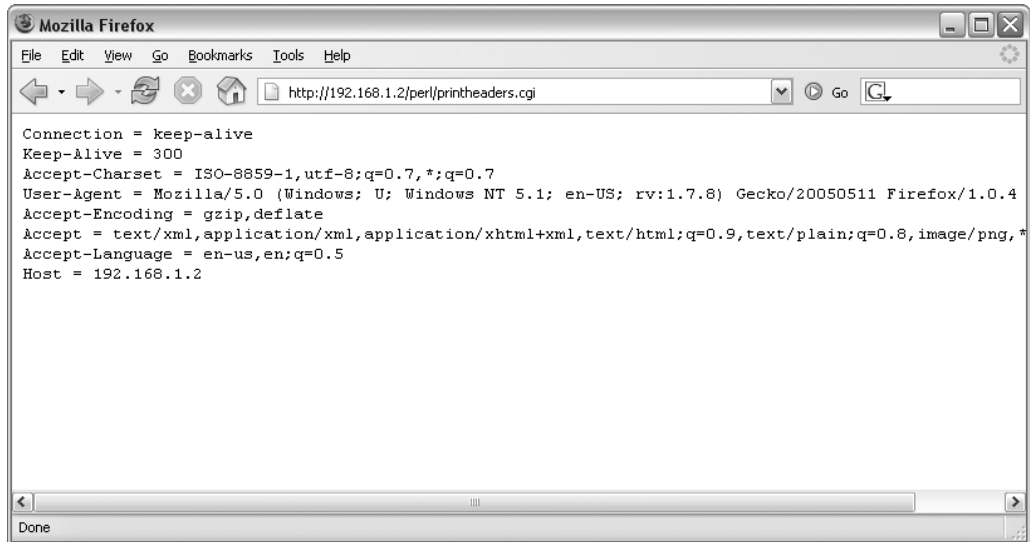 Mozilla Firefox
File Edit View Go Bookmarks Tools Help
http://192.168.1.2/perl/printheaders.cgi Go G
Connection = keep-alive
Keep-Alive = 300
Accept-Charset = ISO-8859-1,utf-8;q=0.7,*;q=0.7
User-Agent = Mozilla/5.0 (Windows; U; Windows NT 5.1; en-US; rv:1.7.8) Gecko/20050511 Firefox/1.0.4
Accept-Encoding = gzip,deflate
Accept = text/xml,application/xml,application/xhtml+xml,text/html;q=0.9,text/plain;q=0.8,image/png,*
Accept-Language = en-us,en;q=0.5
Host = 192.168.1.2
Done